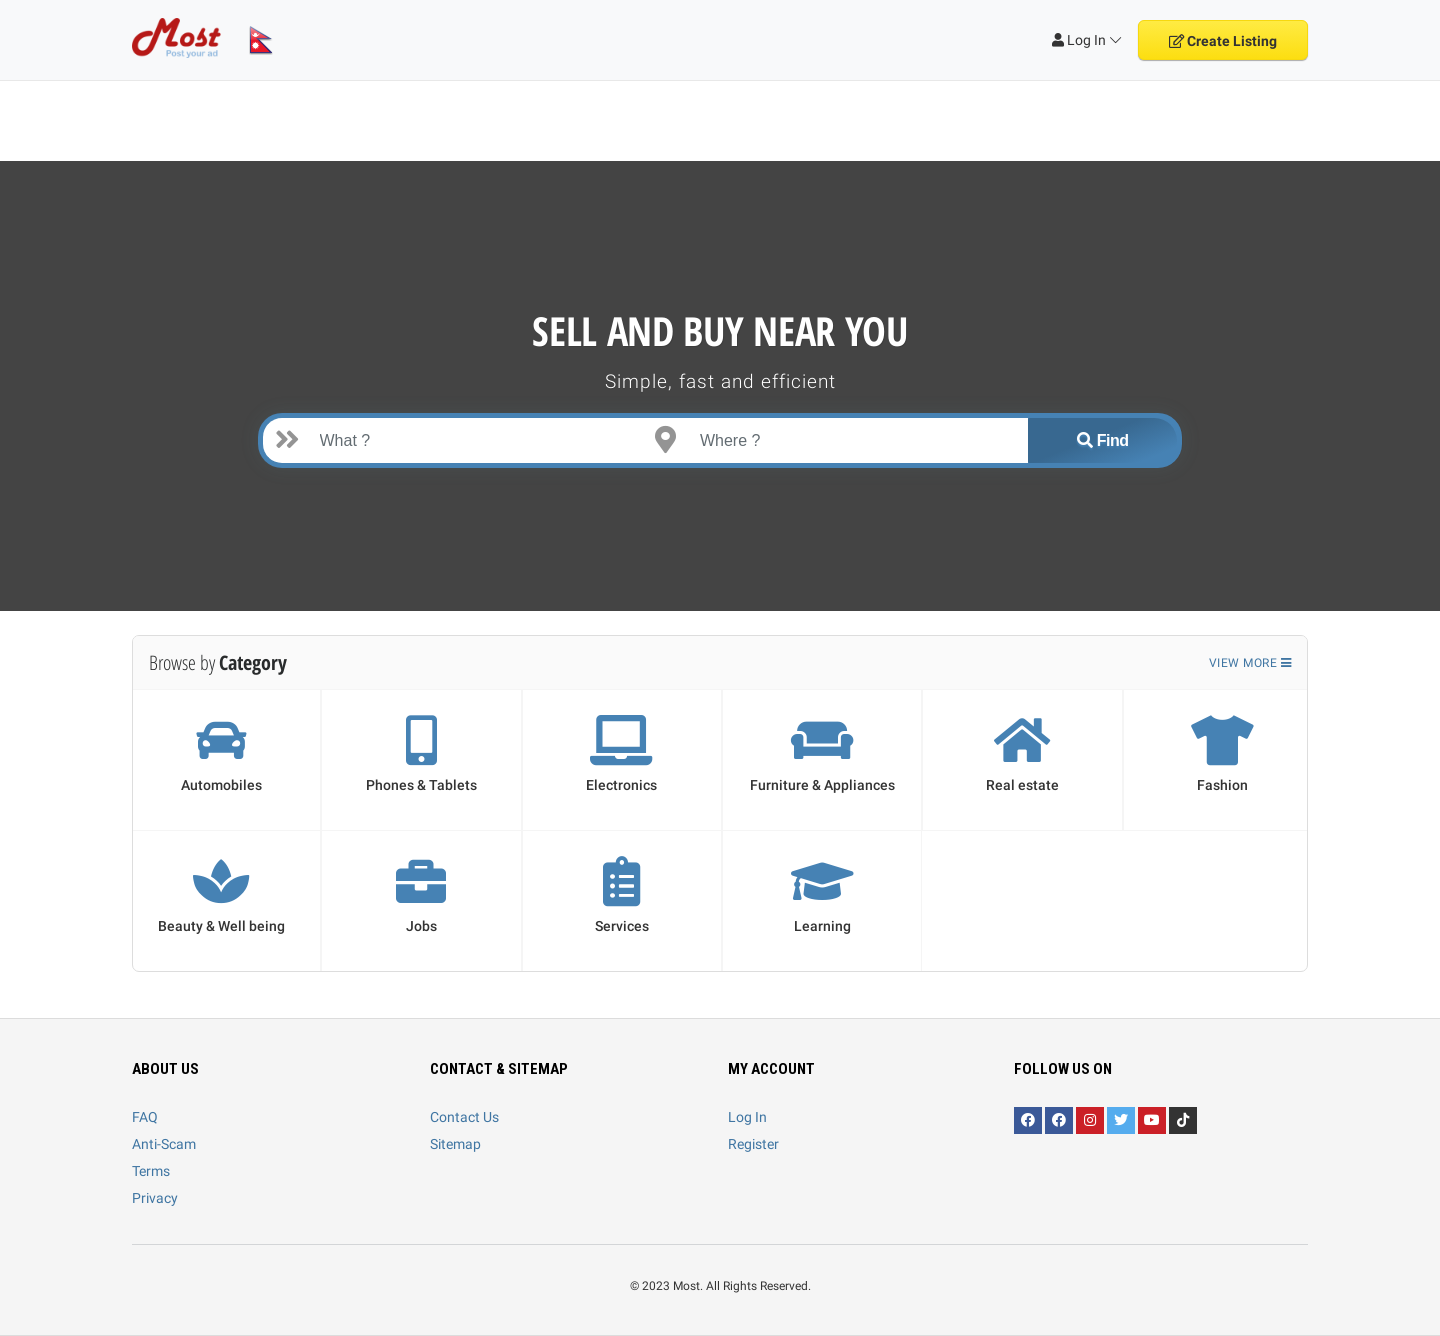 Most
Post your ad
Log In
Create Listing
SELL AND BUY NEAR YOU
Simple, fast and efficient
What ?
Where ?
Find
Browse by Category
VIEW MORE
Automobiles
Phones & Tablets
Electronics
Furniture & Appliances
Real estate
Fashion
Beauty & Well being
Jobs
Services
Learning
ABOUT US
FAQ
Anti-Scam
Terms
Privacy
CONTACT & SITEMAP
Contact Us
Sitemap
MY ACCOUNT
Log In
Register
FOLLOW US ON
© 2023 Most. All Rights Reserved.